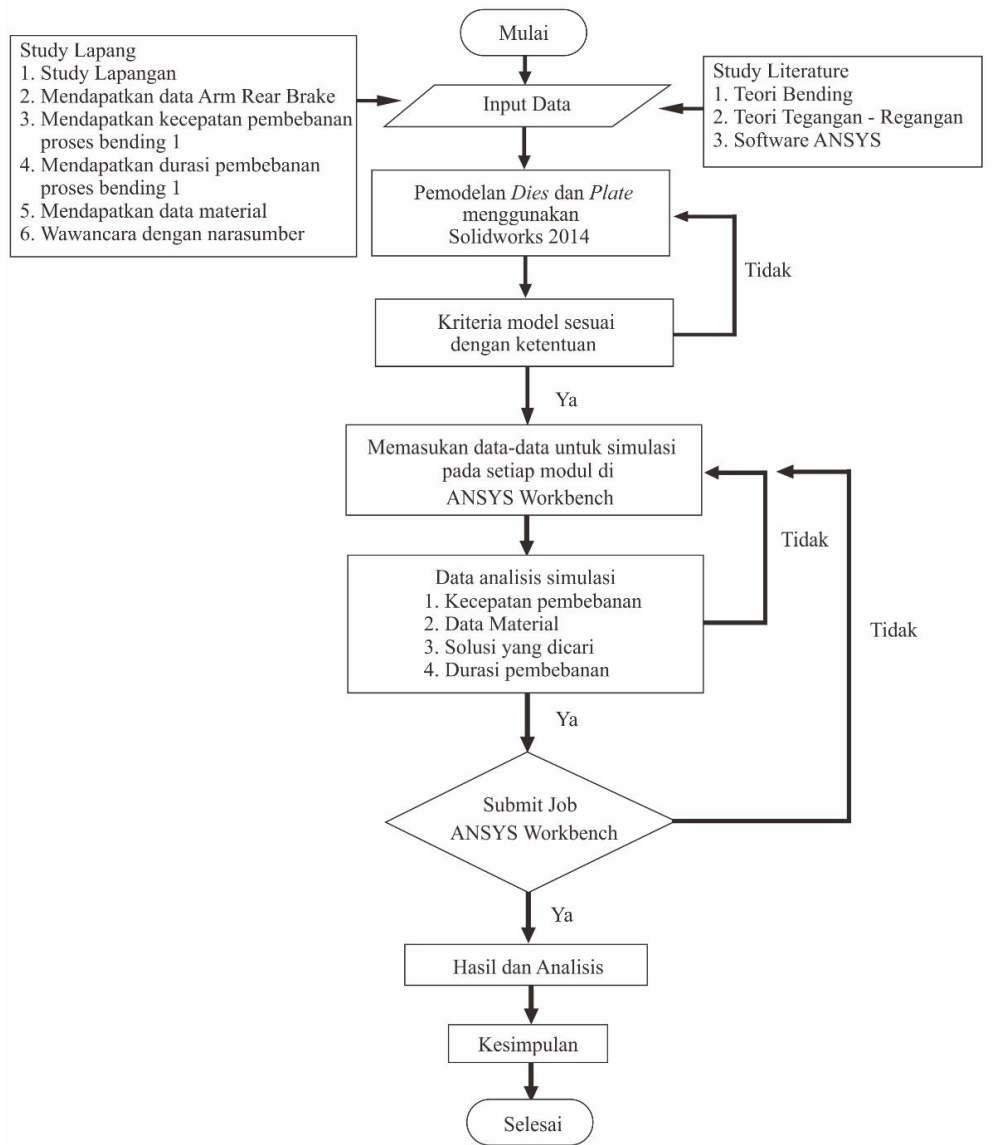 Mulai
Study Lapang
1. Study Lapangan
2. Mendapatkan data Arm Rear Brake
3. Mendapatkan kecepatan pembebanan
proses bending 1
4. Mendapatkan durasi pembebanan
proses bending 1
5. Mendapatkan data material
6. Wawancara dengan narasumber
Input Data
Study Literature
1. Teori Bending
2. Teori Tegangan - Regangan
3. Software ANSYS
Pemodelan Dies dan Plate
menggunakan
Solidworks 2014
Tidak
Kriteria model sesuai
dengan ketentuan
Ya
Memasukan data-data untuk simulasi
pada setiap modul di
ANSYS Workbench
Tidak
Data analisis simulasi
1. Kecepatan pembebanan
2. Data Material
3. Solusi yang dicari
4. Durasi pembebanan
Tidak
Ya
Submit Job
ANSYS Workbench
Ya
Hasil dan Analisis
Kesimpulan
Selesai